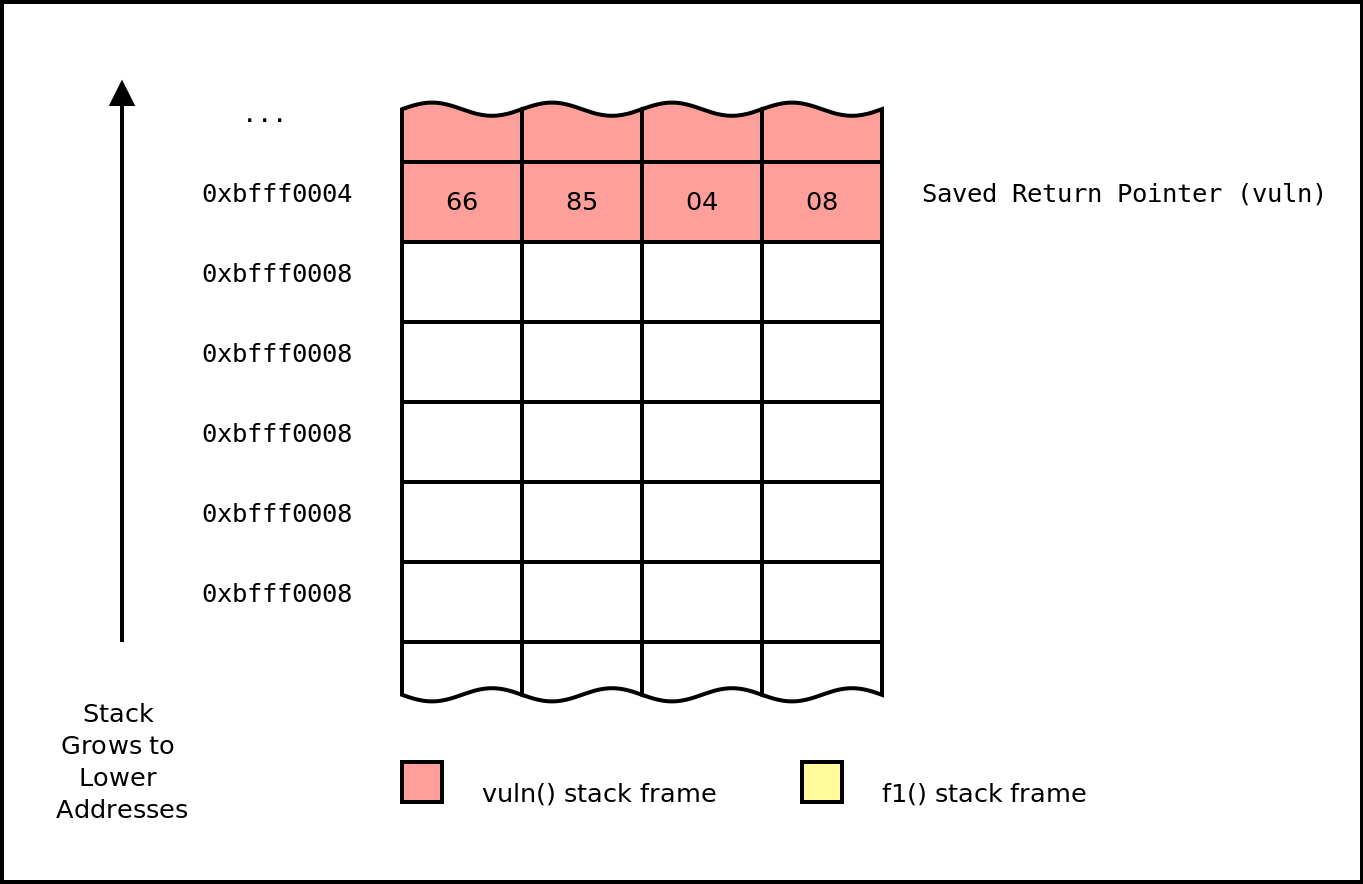 ...
0xbfff0004
66 85 04 08
Saved Return Pointer (vuln)
0xbfff0008
0xbfff0008
0xbfff0008
0xbfff0008
0xbfff0008
Stack
Grows to
Lower
Addresses
vuln() stack frame
f1() stack frame